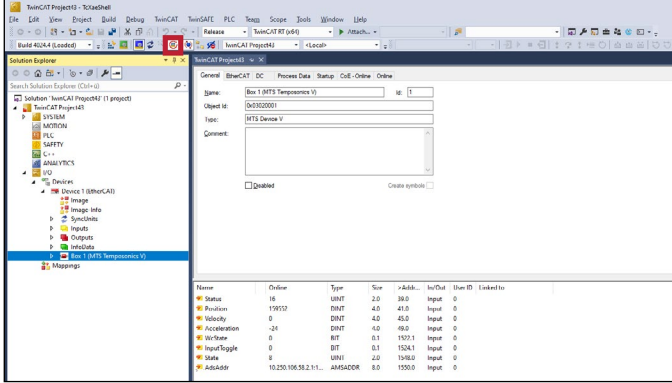 TwinCAT Project43 - TcXaeShell
File Edit View Project Build Debug TwinCAT TwinSAFE PLC Team Scope Tools Window Help
Release TwinCAT RT (x64) Attach...
Build 4024.4 (Loaded) TwinCAT Project43 <Local>
Solution Explorer
Search Solution Explorer (Ctrl+ü)
Solution 'TwinCAT Project43' (1 project)
TwinCAT Project43
SYSTEM
MOTION
PLC
SAFETY
C++
ANALYTICS
I/O
Devices
Device 1 (EtherCAT)
Image
Image-Info
SyncUnits
Inputs
Outputs
InfoData
Box 1 (MTS Temposonics V)
Mappings
TwinCAT Project43
General EtherCAT DC Process Data Startup CoE - Online Online
Name: Box 1 (MTS Temposonics V) Id: 1
Object Id: 0x03020001
Type: MTS Device V
Comment:
Disabled Create symbols
Name Online Type Size >Addr... In/Out User ID Linked to
Status 16 UINT 2.0 39.0 Input 0
Position 159552 DINT 4.0 41.0 Input 0
Velocity 0 DINT 4.0 45.0 Input 0
Acceleration -24 DINT 4.0 49.0 Input 0
WcState 0 BIT 0.1 1522.1 Input 0
InputToggle 0 BIT 0.1 1524.1 Input 0
State 8 UINT 2.0 1548.0 Input 0
AdsAddr 10.250.106.58.2.1:1... AMSADDR 8.0 1550.0 Input 0